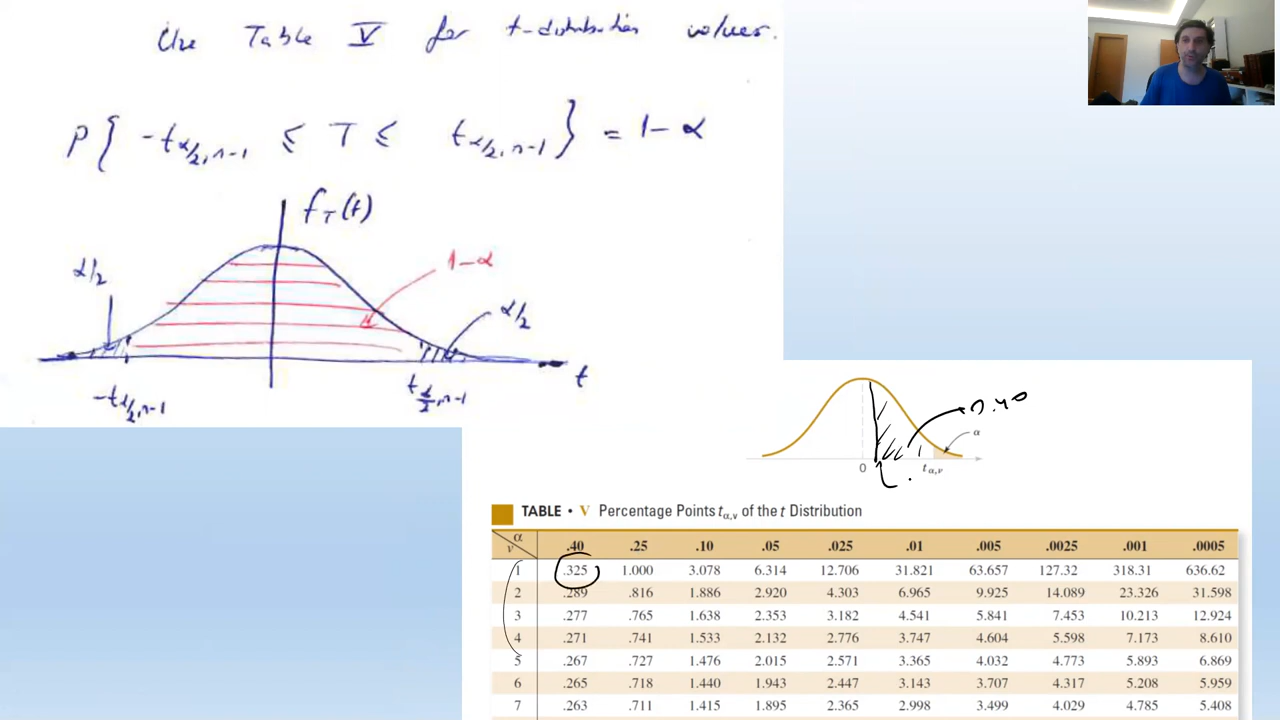 Use Table V for t-distribution values.
P{ -tα/2,n-1 ≤ T ≤ tα/2,n-1 } = 1-α
fT(t)
1-α
α/2
α/2
-tα/2,n-1
tα/2,n-1
t
0.40
α
0
tα,ν
TABLE • V Percentage Points tα,ν of the t Distribution
ν α .40 .25 .10 .05 .025 .01 .005 .0025 .001 .0005
1 .325 1.000 3.078 6.314 12.706 31.821 63.657 127.32 318.31 636.62
2 .289 .816 1.886 2.920 4.303 6.965 9.925 14.089 23.326 31.598
3 .277 .765 1.638 2.353 3.182 4.541 5.841 7.453 10.213 12.924
4 .271 .741 1.533 2.132 2.776 3.747 4.604 5.598 7.173 8.610
5 .267 .727 1.476 2.015 2.571 3.365 4.032 4.773 5.893 6.869
6 .265 .718 1.440 1.943 2.447 3.143 3.707 4.317 5.208 5.959
7 .263 .711 1.415 1.895 2.365 2.998 3.499 4.029 4.785 5.408